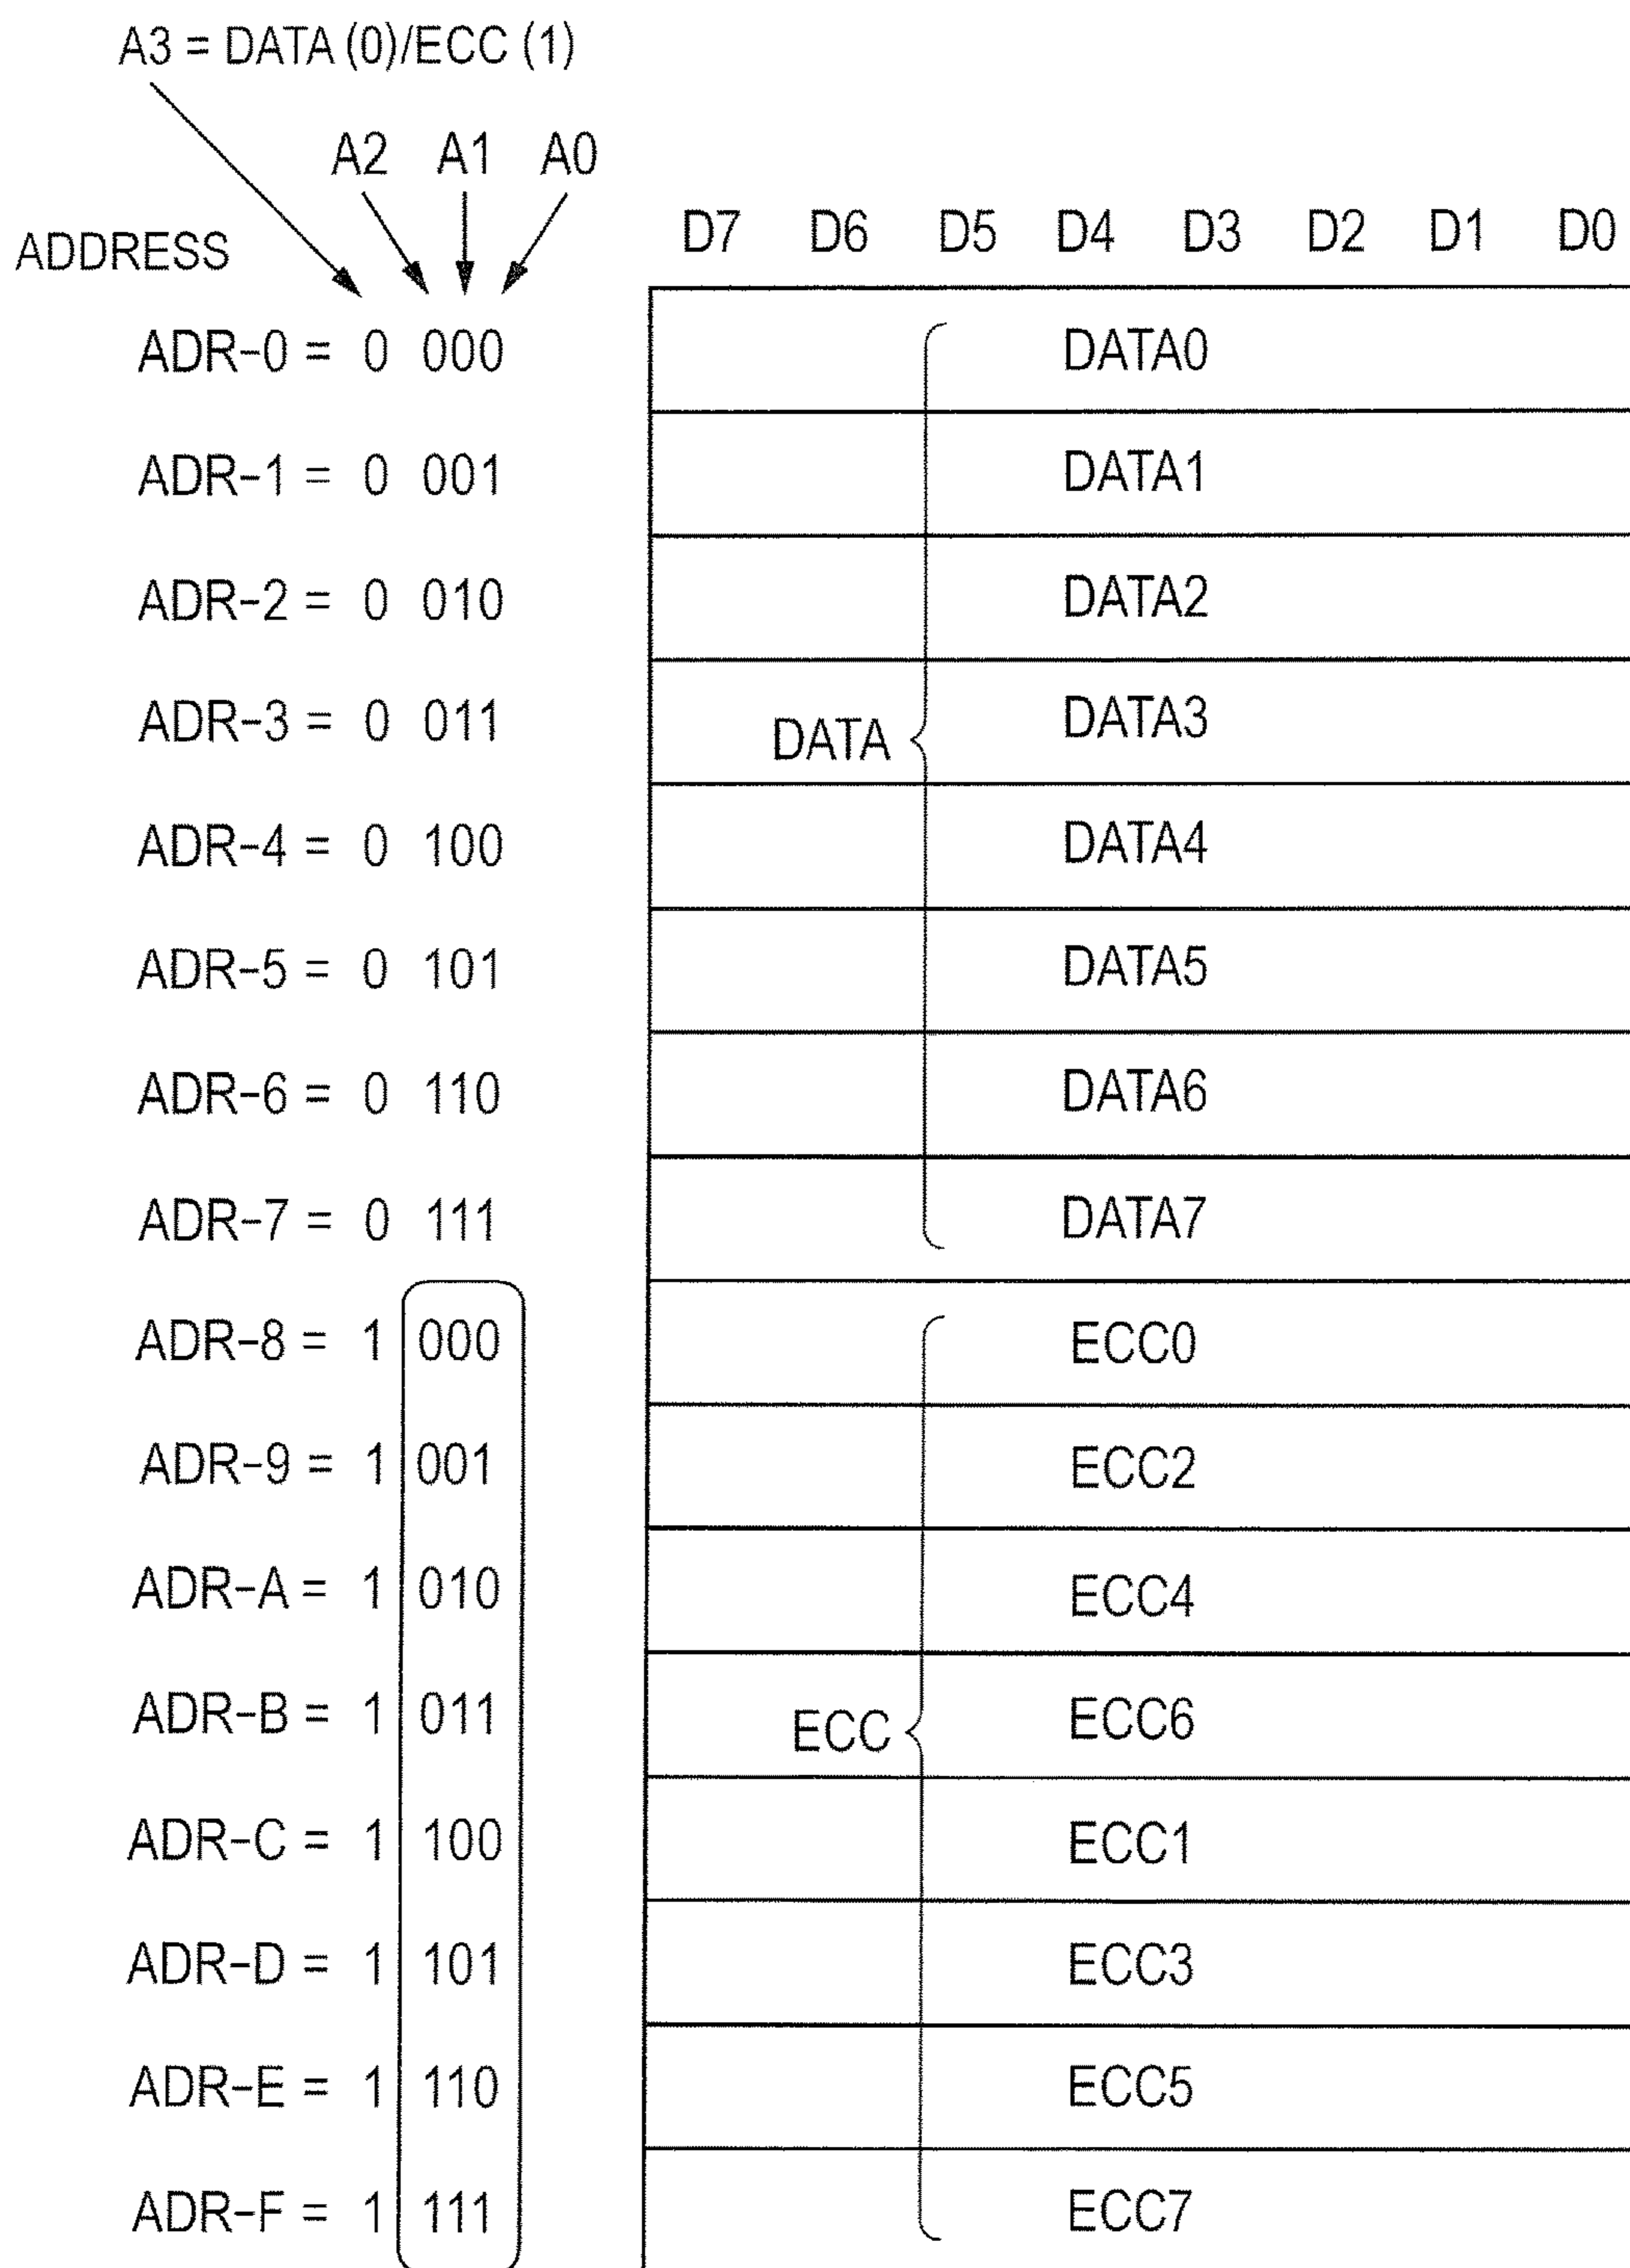 A3 = DATA (0)/ECC (1)
A2 A1 A0
ADDRESS D7 D6 D5 D4 D3 D2 D1 D0
ADR-0 = 0 000 DATA0
ADR-1 = 0 001 DATA1
ADR-2 = 0 010 DATA2
ADR-3 = 0 011 DATA DATA3
ADR-4 = 0 100 DATA4
ADR-5 = 0 101 DATA5
ADR-6 = 0 110 DATA6
ADR-7 = 0 111 DATA7
ADR-8 = 1 000 ECC0
ADR-9 = 1 001 ECC2
ADR-A = 1 010 ECC4
ADR-B = 1 011 ECC ECC6
ADR-C = 1 100 ECC1
ADR-D = 1 101 ECC3
ADR-E = 1 110 ECC5
ADR-F = 1 111 ECC7